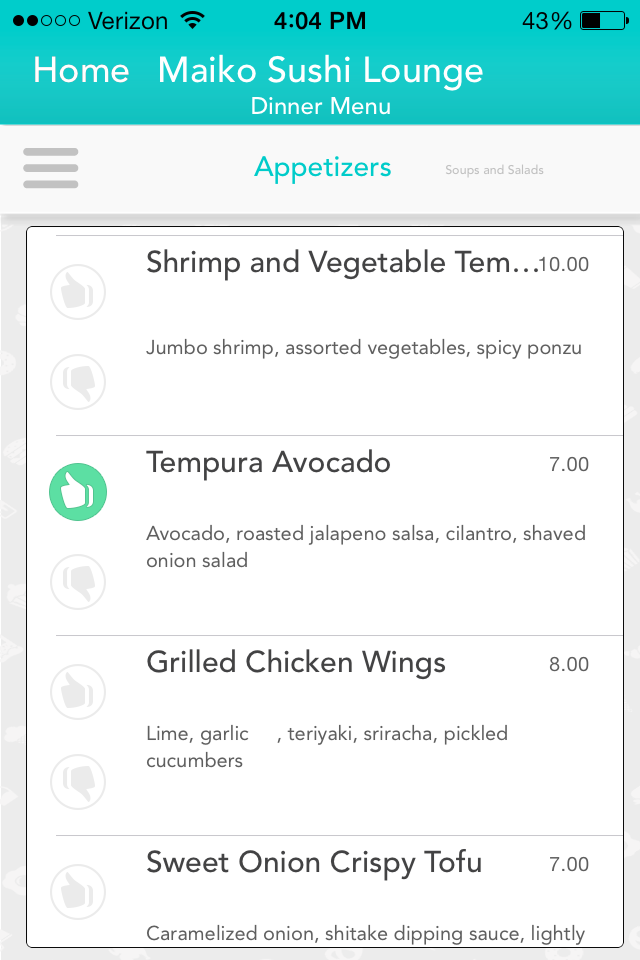 Verizon 4:04 PM 43%
Home Maiko Sushi Lounge
Dinner Menu
Appetizers Soups and Salads
Shrimp and Vegetable Tem... 10.00
Jumbo shrimp, assorted vegetables, spicy ponzu
Tempura Avocado 7.00
Avocado, roasted jalapeno salsa, cilantro, shaved
onion salad
Grilled Chicken Wings 8.00
Lime, garlic , teriyaki, sriracha, pickled
cucumbers
Sweet Onion Crispy Tofu 7.00
Caramelized onion, shitake dipping sauce, lightly